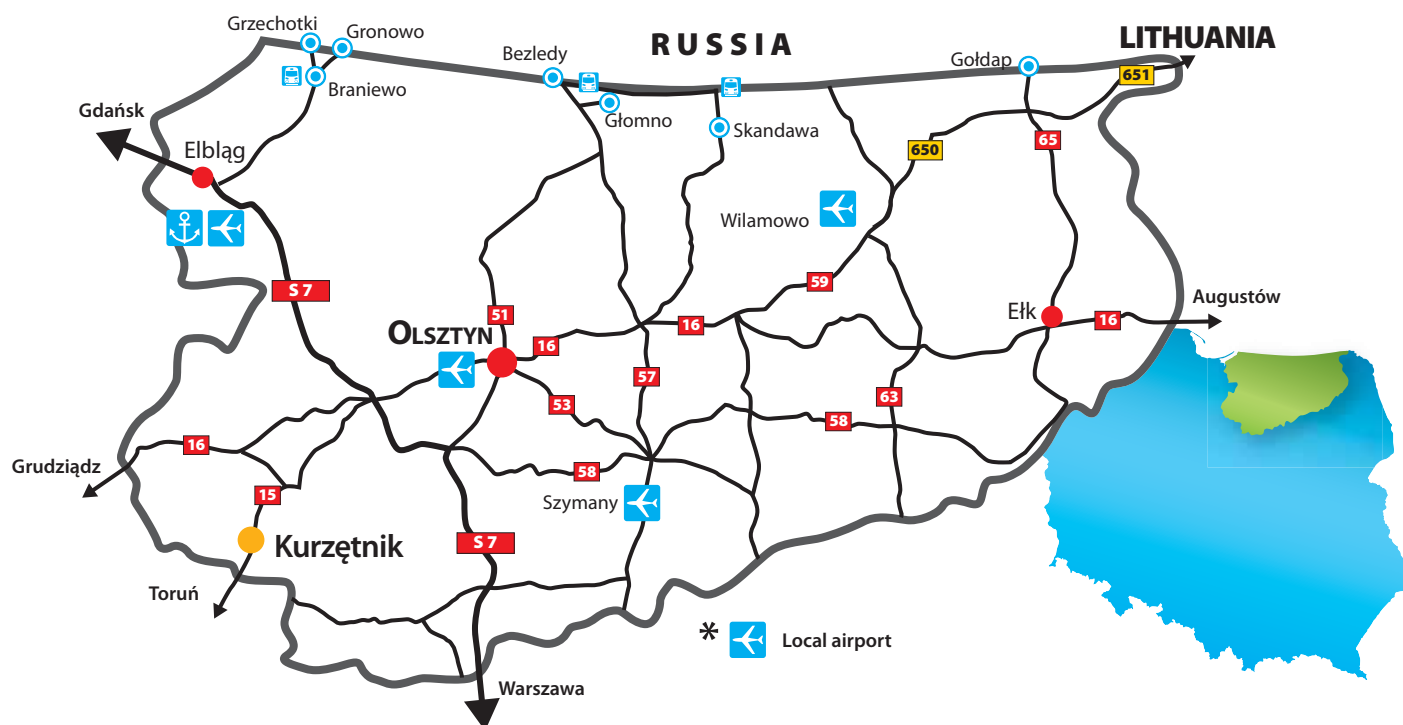 Grzechotki
Gronowo
RUSSIA
LITHUANIA
Bezledy
Gołdap
651
Braniewo
Gdańsk
Głomno
Skandawa
65
650
Elbląg
Wilamowo
S 7
59
Augustów
51
Ełk
16
16
OLSZTYN
16
57
53
63
58
16
Grudziądz
58
15
Szymany
Kurzętnik
S 7
Toruń
* Local airport
Warszawa